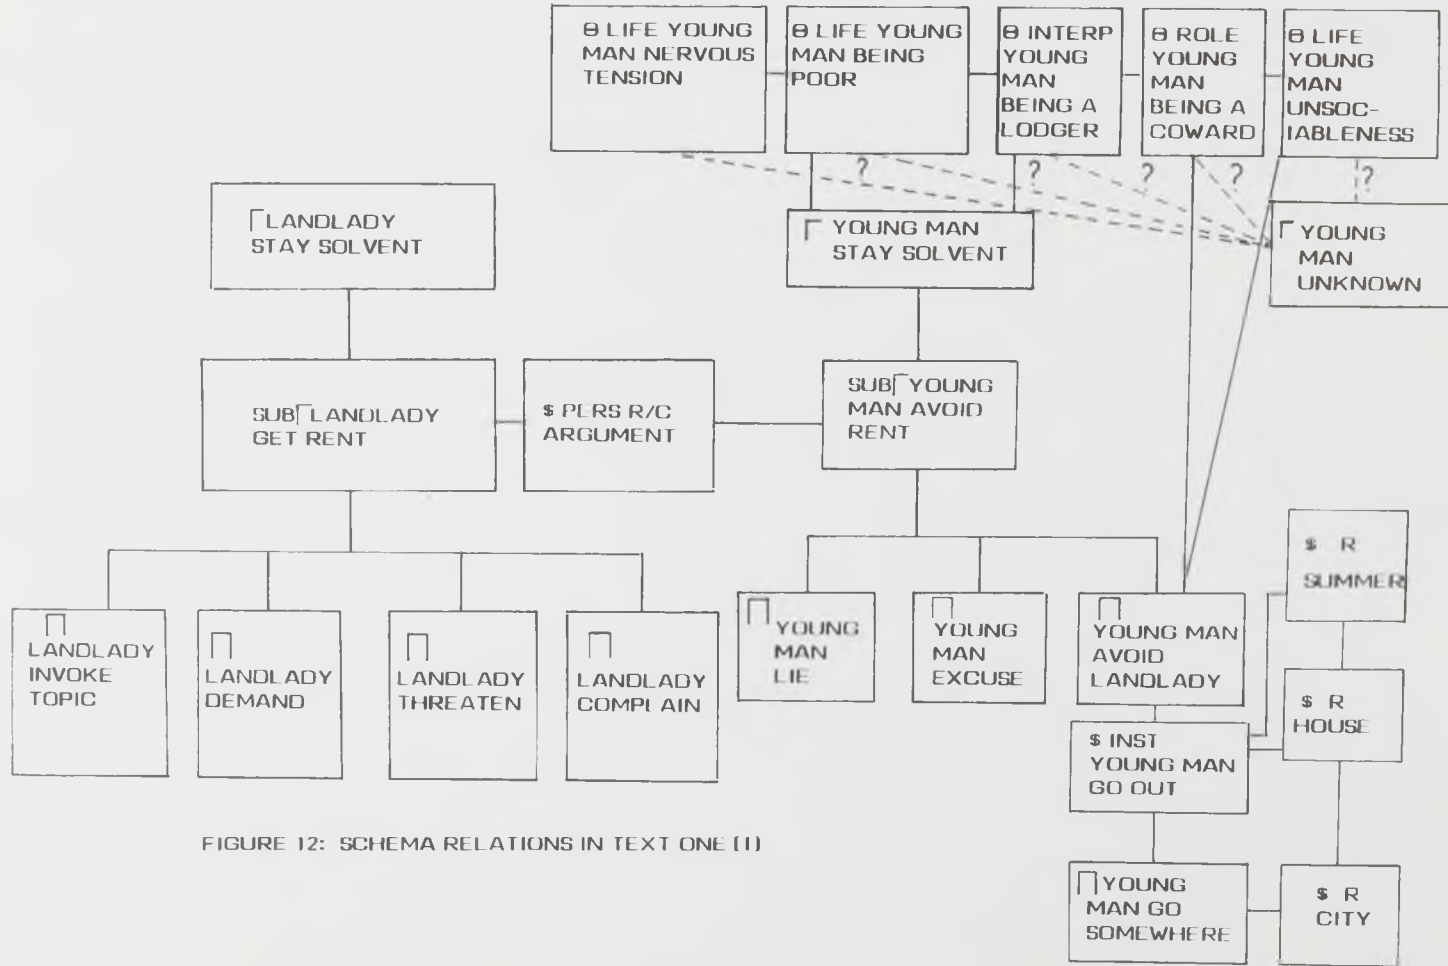 Θ LIFE YOUNG
MAN NERVOUS
TENSION
Θ LIFE YOUNG
MAN BEING
POOR
Θ INTERP
YOUNG
MAN
BEING A
LODGER
Θ ROLE
YOUNG
MAN
BEING A
COWARD
Θ LIFE
YOUNG
MAN
UNSOC-
IABLENESS
?
?
?
?
Γ LANDLADY
STAY SOLVENT
Γ YOUNG MAN
STAY SOLVENT
Γ YOUNG
MAN
UNKNOWN
SUBΓ LANDLADY
GET RENT
$ PERS R/C
ARGUMENT
SUBΓ YOUNG
MAN AVOID
RENT
Π
LANDLADY
INVOKE
TOPIC
Π
LANDLADY
DEMAND
Π
LANDLADY
THREATEN
Π
LANDLADY
COMPLAIN
Π YOUNG
MAN
LIE
Π
YOUNG
MAN
EXCUSE
Π
YOUNG MAN
AVOID
LANDLADY
$ R
SUMMER
$ R
HOUSE
$ INST
YOUNG MAN
GO OUT
Π YOUNG
MAN GO
SOMEWHERE
$ R
CITY
FIGURE 12: SCHEMA RELATIONS IN TEXT ONE [1]